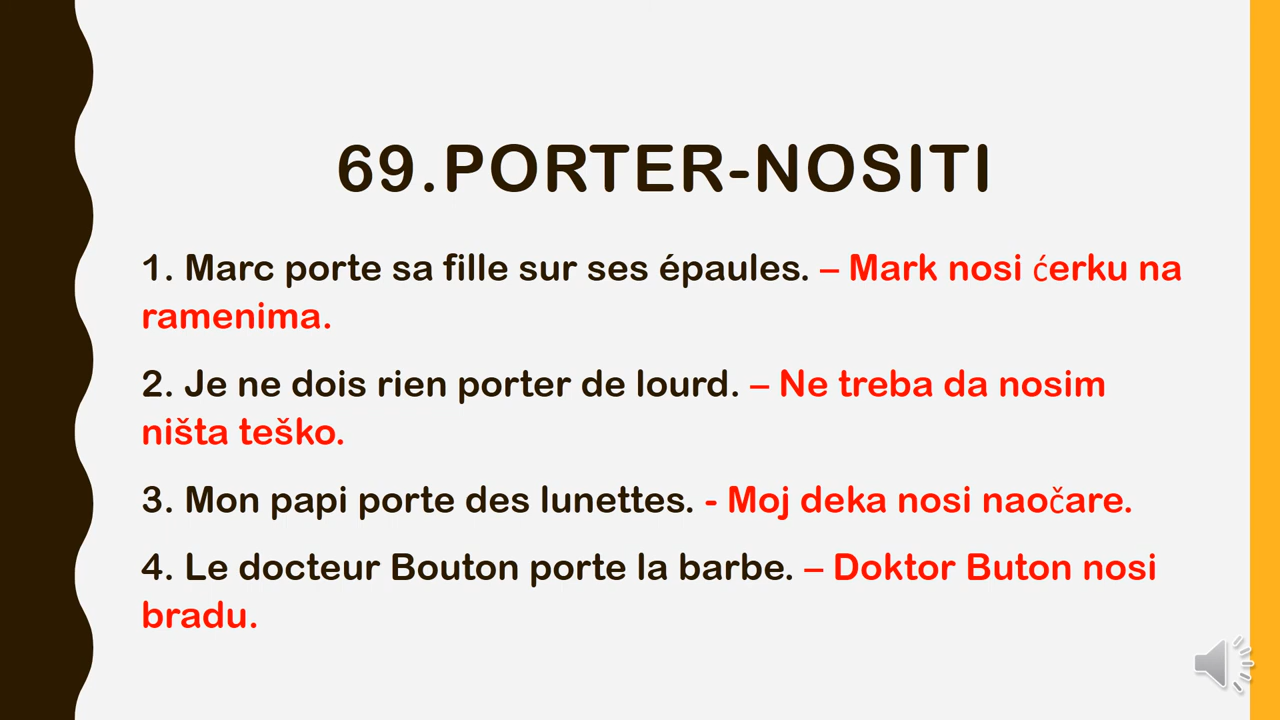 69.PORTER-NOSITI
1. Marc porte sa fille sur ses épaules. – Mark nosi ćerku na
ramenima.
2. Je ne dois rien porter de lourd. – Ne treba da nosim
ništa teško.
3. Mon papi porte des lunettes. - Moj deka nosi naočare.
4. Le docteur Bouton porte la barbe. – Doktor Buton nosi
bradu.